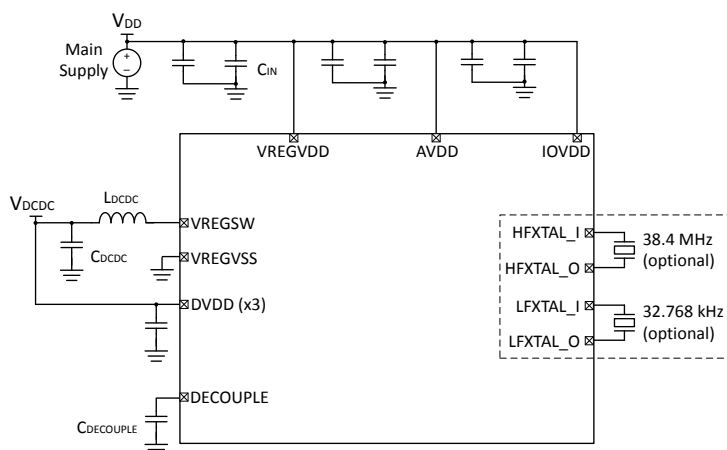 VDD
Main
Supply
+
−
CIN
VREGVDD
AVDD
IOVDD
VDCDC
LDCDC
VREGSW
CDCDC
VREGVSS
DVDD (x3)
DECOUPLE
CDECOUPLE
HFXTAL_I
38.4 MHz
(optional)
HFXTAL_O
LFXTAL_I
32.768 kHz
(optional)
LFXTAL_O